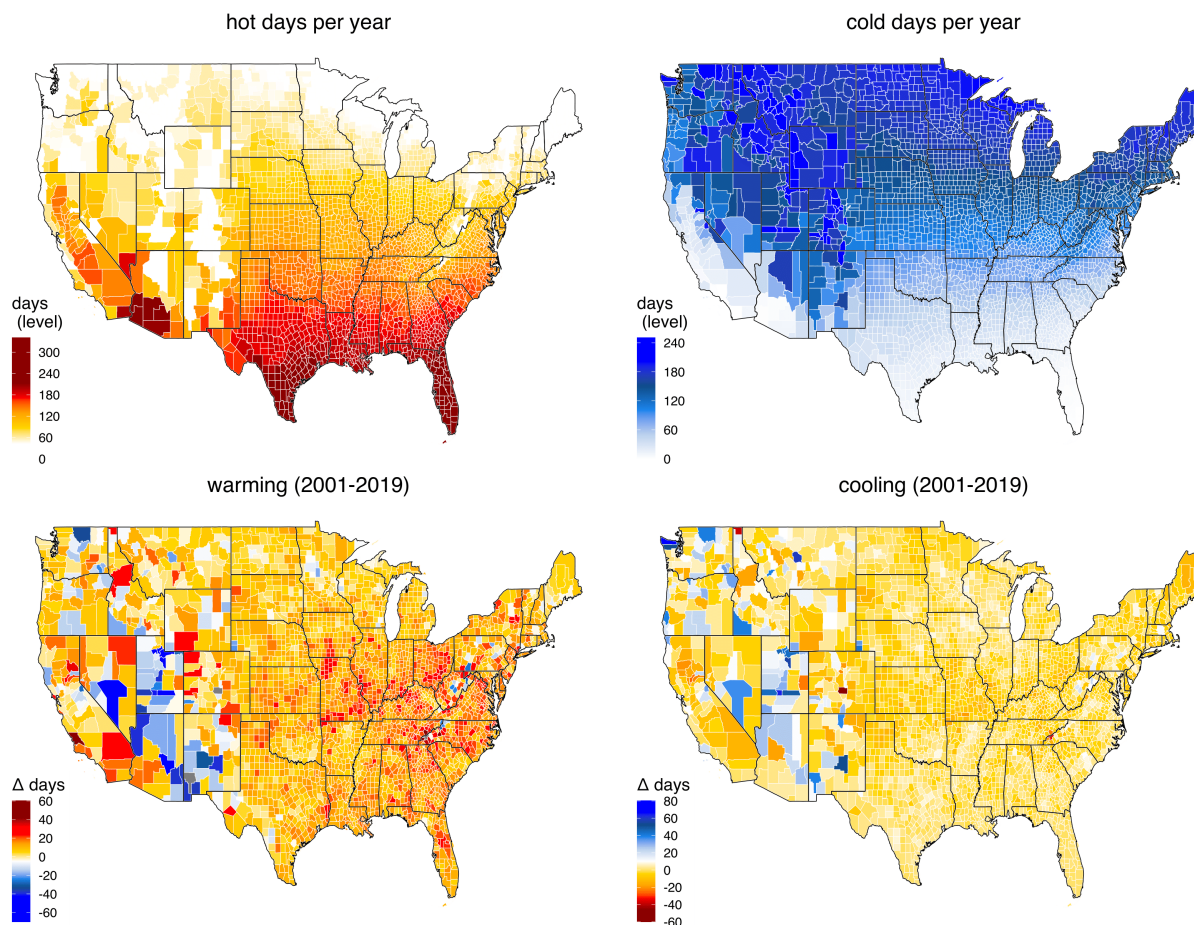 hot days per year
cold days per year
days
(level)
300
240
180
120
60
0
days
(level)
240
180
120
60
0
warming (2001-2019)
cooling (2001-2019)
Δ days
60
40
20
0
-20
-40
-60
Δ days
80
60
40
20
0
-20
-40
-60